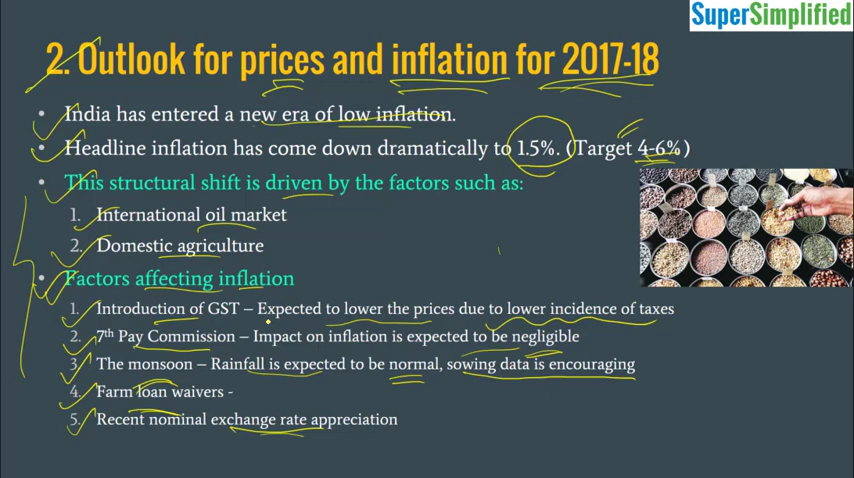 SuperSimplified
2. Outlook for prices and inflation for 2017-18
• India has entered a new era of low inflation.
• Headline inflation has come down dramatically to 1.5%. (Target 4-6%)
• This structural shift is driven by the factors such as:
1. International oil market
2. Domestic agriculture
• Factors affecting inflation
1. Introduction of GST – Expected to lower the prices due to lower incidence of taxes
2. 7th Pay Commission – Impact on inflation is expected to be negligible
3. The monsoon – Rainfall is expected to be normal, sowing data is encouraging
4. Farm loan waivers -
5. Recent nominal exchange rate appreciation